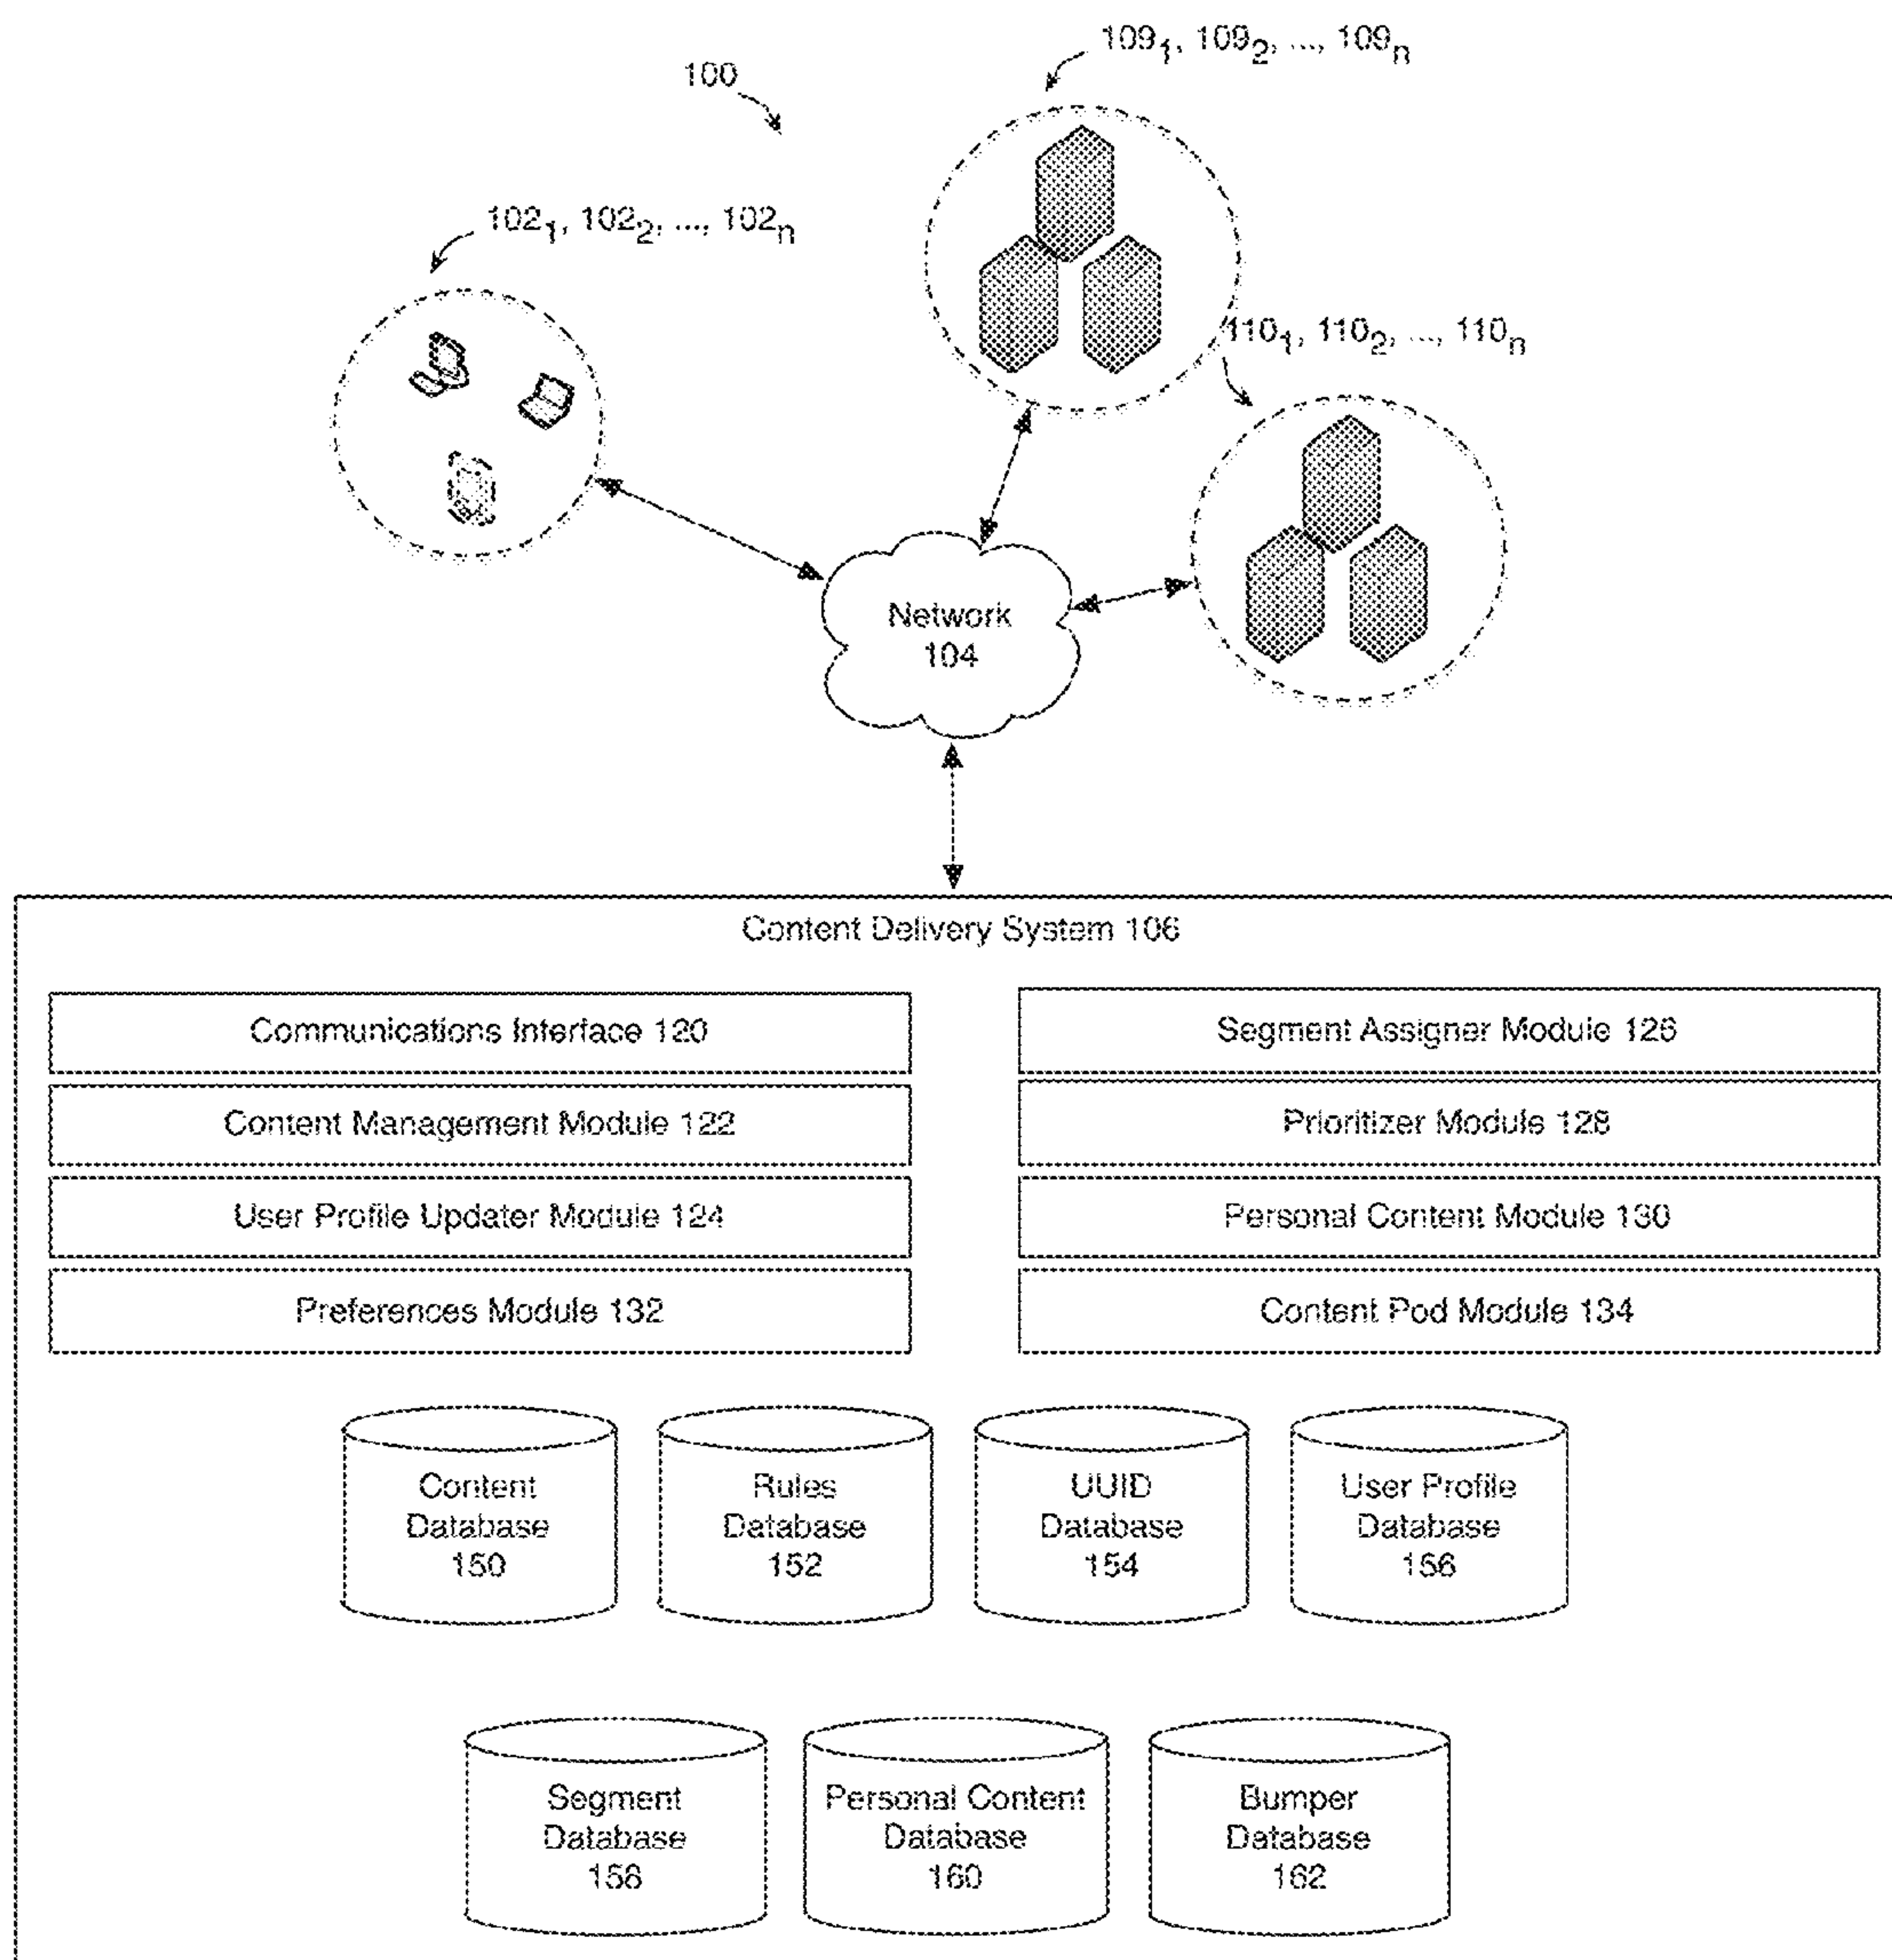 100
109₁, 109₂, ..., 109ₙ
102₁, 102₂, ..., 102ₙ
110₁, 110₂, ..., 110ₙ
Network
104
Content Delivery System 106
Communications Interface 120
Segment Assigner Module 126
Content Management Module 122
Prioritizer Module 128
User Profile Updater Module 124
Personal Content Module 130
Preferences Module 132
Content Pod Module 134
Content
Database
150
Rules
Database
152
UUID
Database
154
User Profile
Database
156
Segment
Database
158
Personal Content
Database
160
Bumper
Database
162